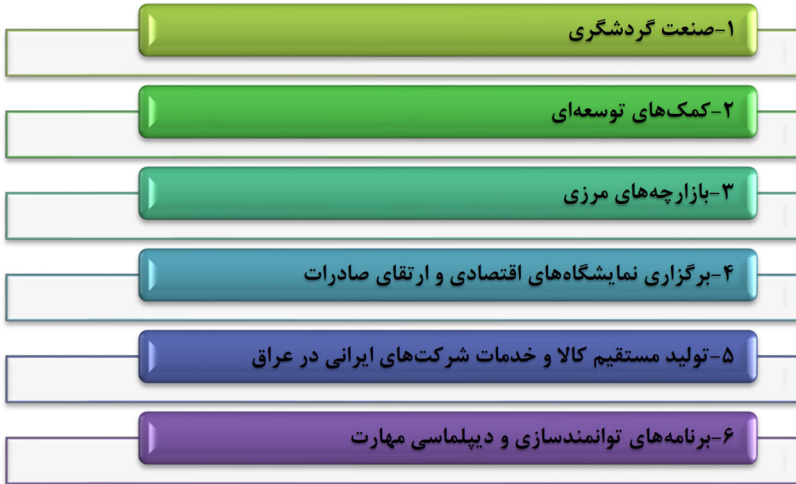 ۱-صنعت گردشگری
۲-کمک‌های توسعه‌ای
۳-بازارچه‌های مرزی
۴-برگزاری نمایشگاه‌های اقتصادی و ارتقای صادرات
۵-تولید مستقیم کالا و خدمات شرکت‌های ایرانی در عراق
۶-برنامه‌های توانمندسازی و دیپلماسی مهارت